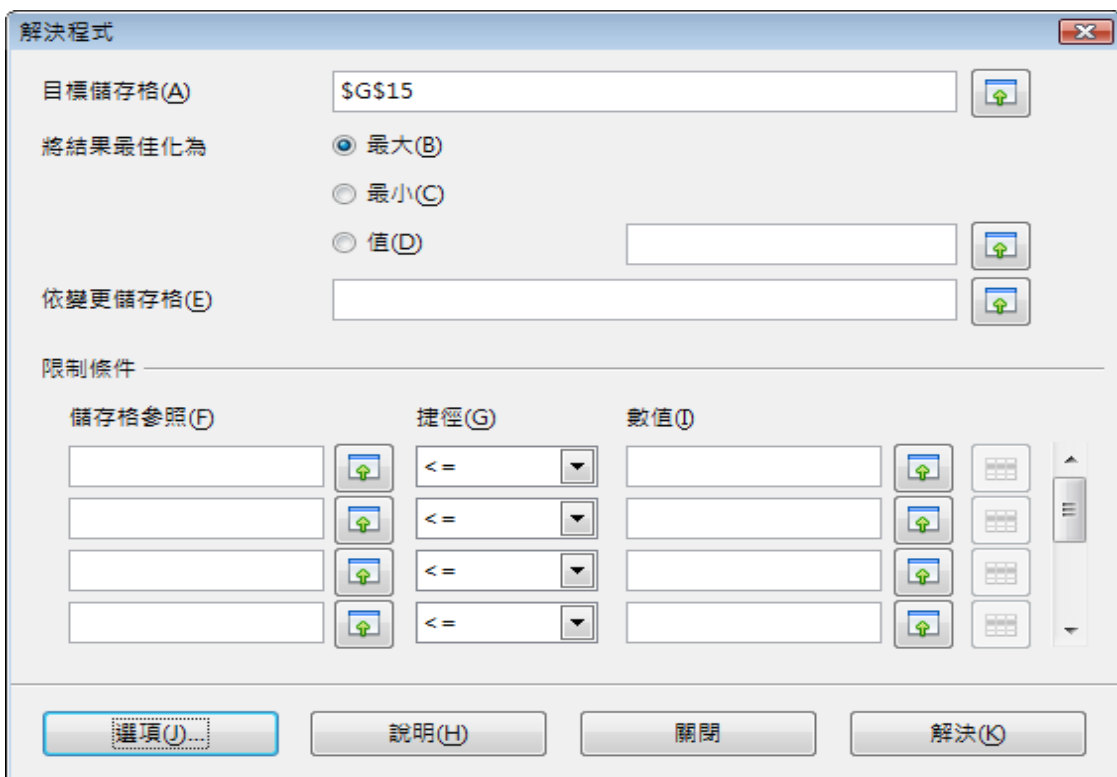 解決程式
目標儲存格(A) $G$15
將結果最佳化為 最大(B)
最小(C)
值(D)
依變更儲存格(E)
限制條件
儲存格參照(F) 捷徑(G) 數值(I)
<=
<=
<=
<=
選項(J)... 說明(H) 關閉 解決(K)